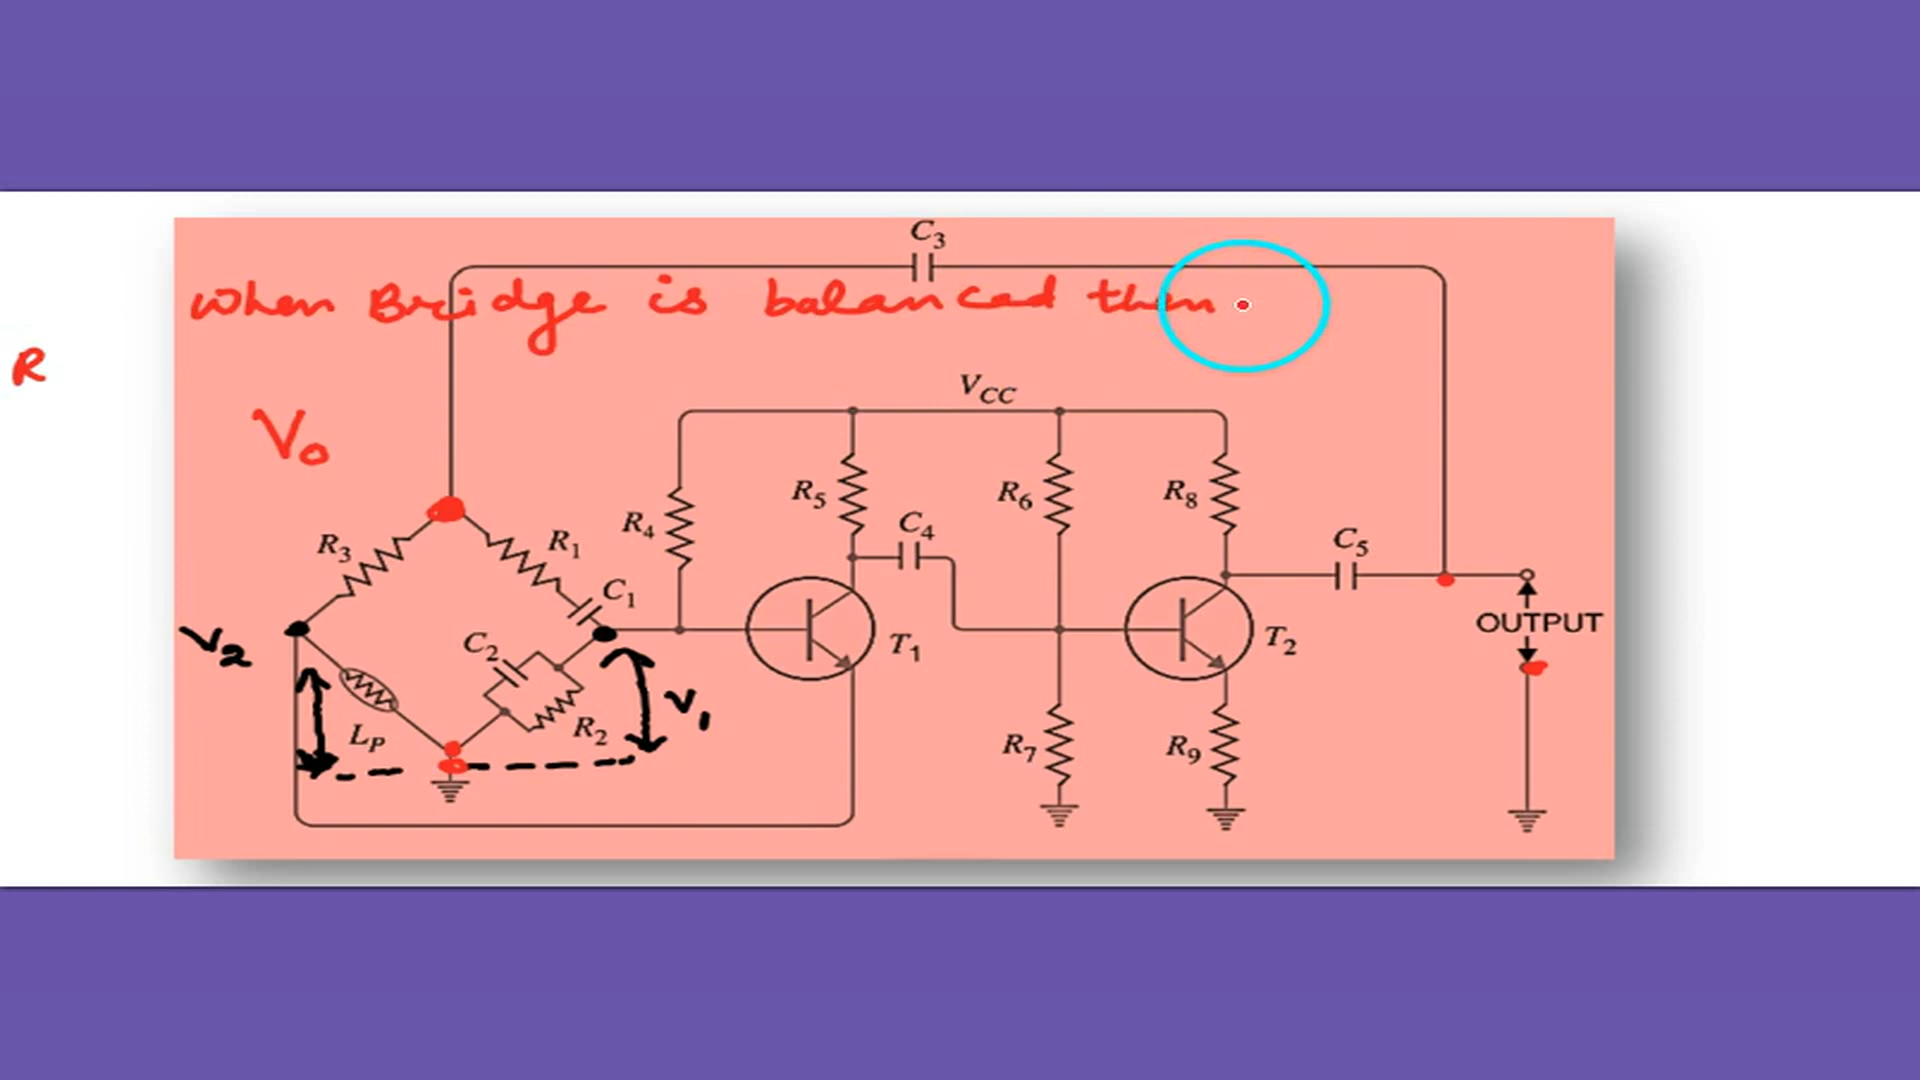 C3
when Bridge is balanced then
R
VCC
Vo
R3
R1
R4
R5
C4
R6
R8
C5
C1
V2
C2
T1
T2
OUTPUT
V1
LP
R2
R7
R9